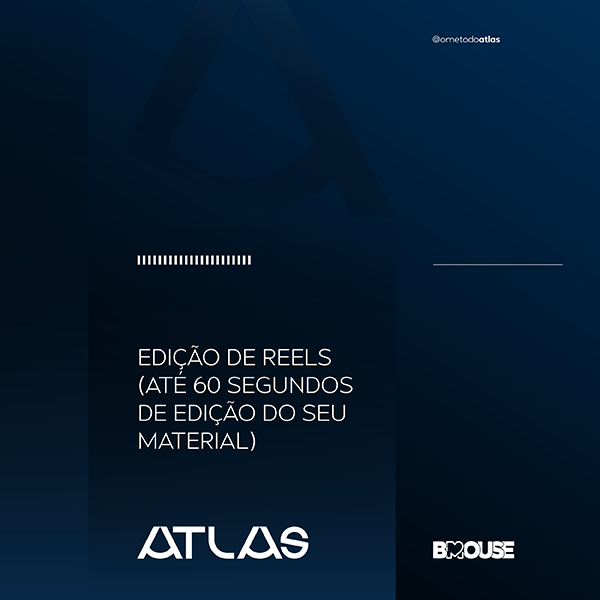 @ometodoatlas
EDIÇÃO DE REELS
(ATÉ 60 SEGUNDOS
DE EDIÇÃO DO SEU
MATERIAL)
ATLAS
BMOUSE